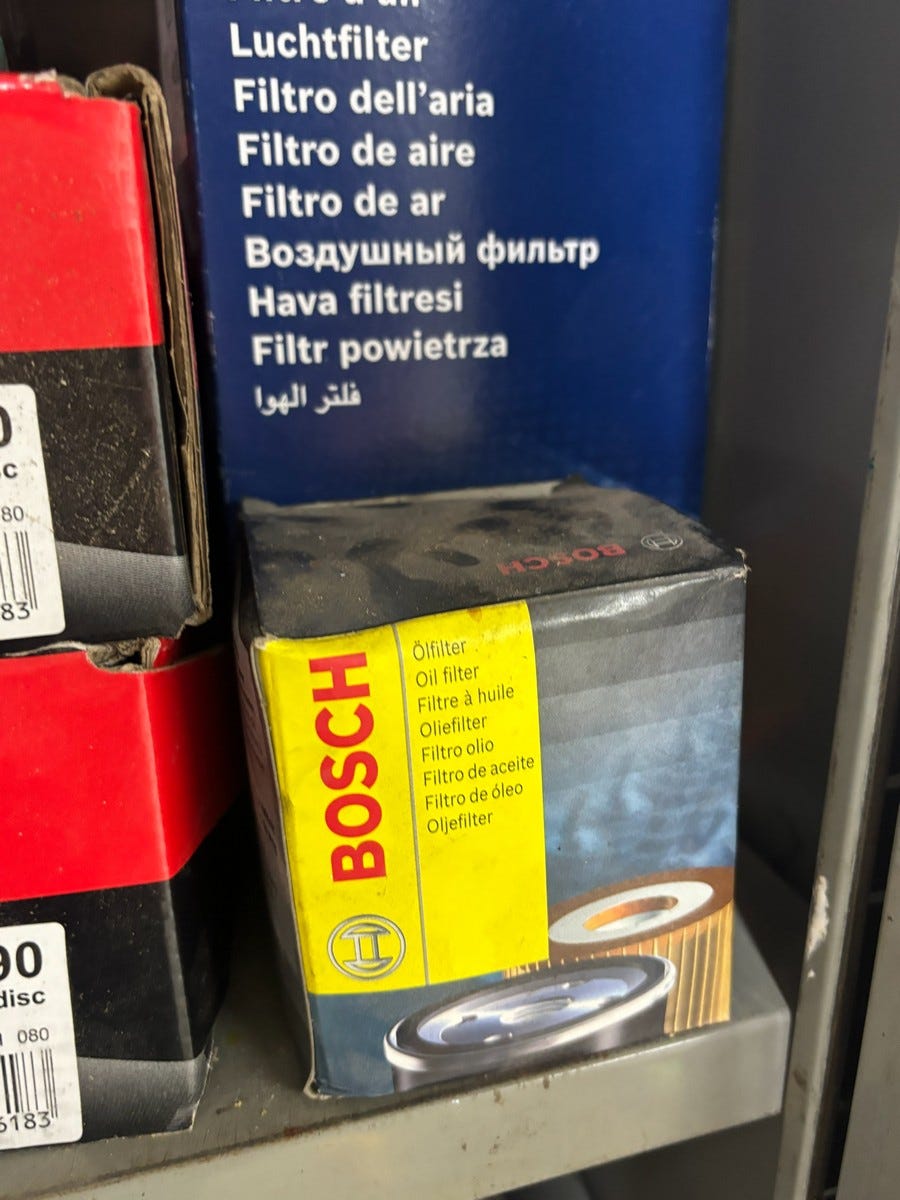 Luchtfilter
Filtro dell'aria
Filtro de aire
Filtro de ar
Воздушный фильтр
Hava filtresi
Filtr powietrza
فلتر الهوا
BOSCH
BOSCH
Ölfilter
Oil filter
Filtre à huile
Oliefilter
Filtro olio
Filtro de aceite
Filtro de óleo
Oljefilter
80
83
90
disc
080
6183